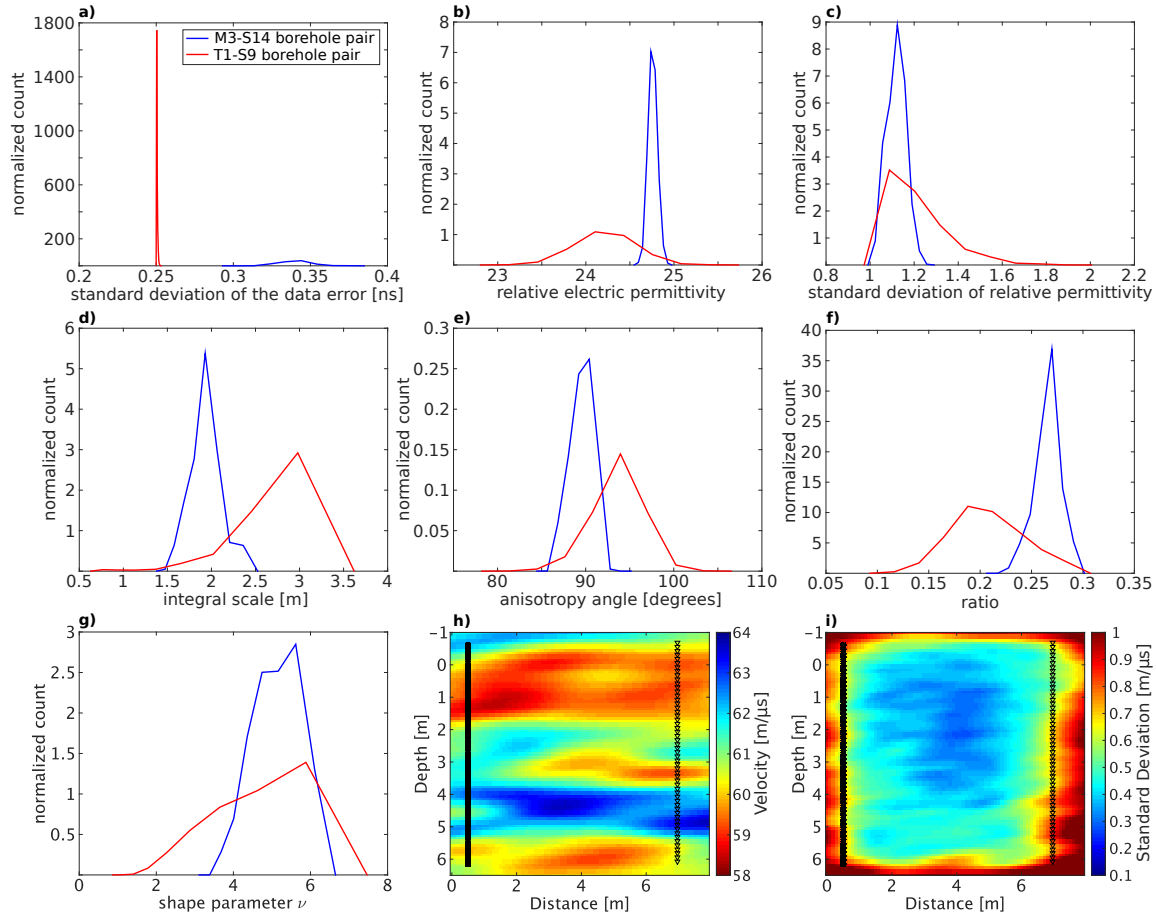 a)
normalized count
1800
1600
1400
1200
1000
800
600
400
200
0.2 0.25 0.3 0.35 0.4
standard deviation of the data error [ns]
M3-S14 borehole pair
T1-S9 borehole pair
b)
normalized count
8
7
6
5
4
3
2
1
23 24 25 26
relative electric permittivity
c)
normalized count
9
8
7
6
5
4
3
2
1
0.8 1 1.2 1.4 1.6 1.8 2 2.2
standard deviation of relative permittivity
d)
normalized count
6
5
4
3
2
1
0.5 1 1.5 2 2.5 3 3.5 4
integral scale [m]
e)
normalized count
0.3
0.25
0.2
0.15
0.1
0.05
80 90 100 110
anisotropy angle [degrees]
f)
normalized count
40
35
30
25
20
15
10
5
0.05 0.1 0.15 0.2 0.25 0.3 0.35
ratio
g)
normalized count
3
2.5
2
1.5
1
0.5
0 2 4 6 8
shape parameter ν
h)
Depth [m]
−1
0
1
2
3
4
5
6
0 2 4 6
Distance [m]
64
63
62
61
60
59
58
Velocity [m/µs]
i)
Depth [m]
−1
0
1
2
3
4
5
6
0 2 4 6
Distance [m]
1
0.9
0.8
0.7
0.6
0.5
0.4
0.3
0.2
0.1
Standard Deviation [m/µs]